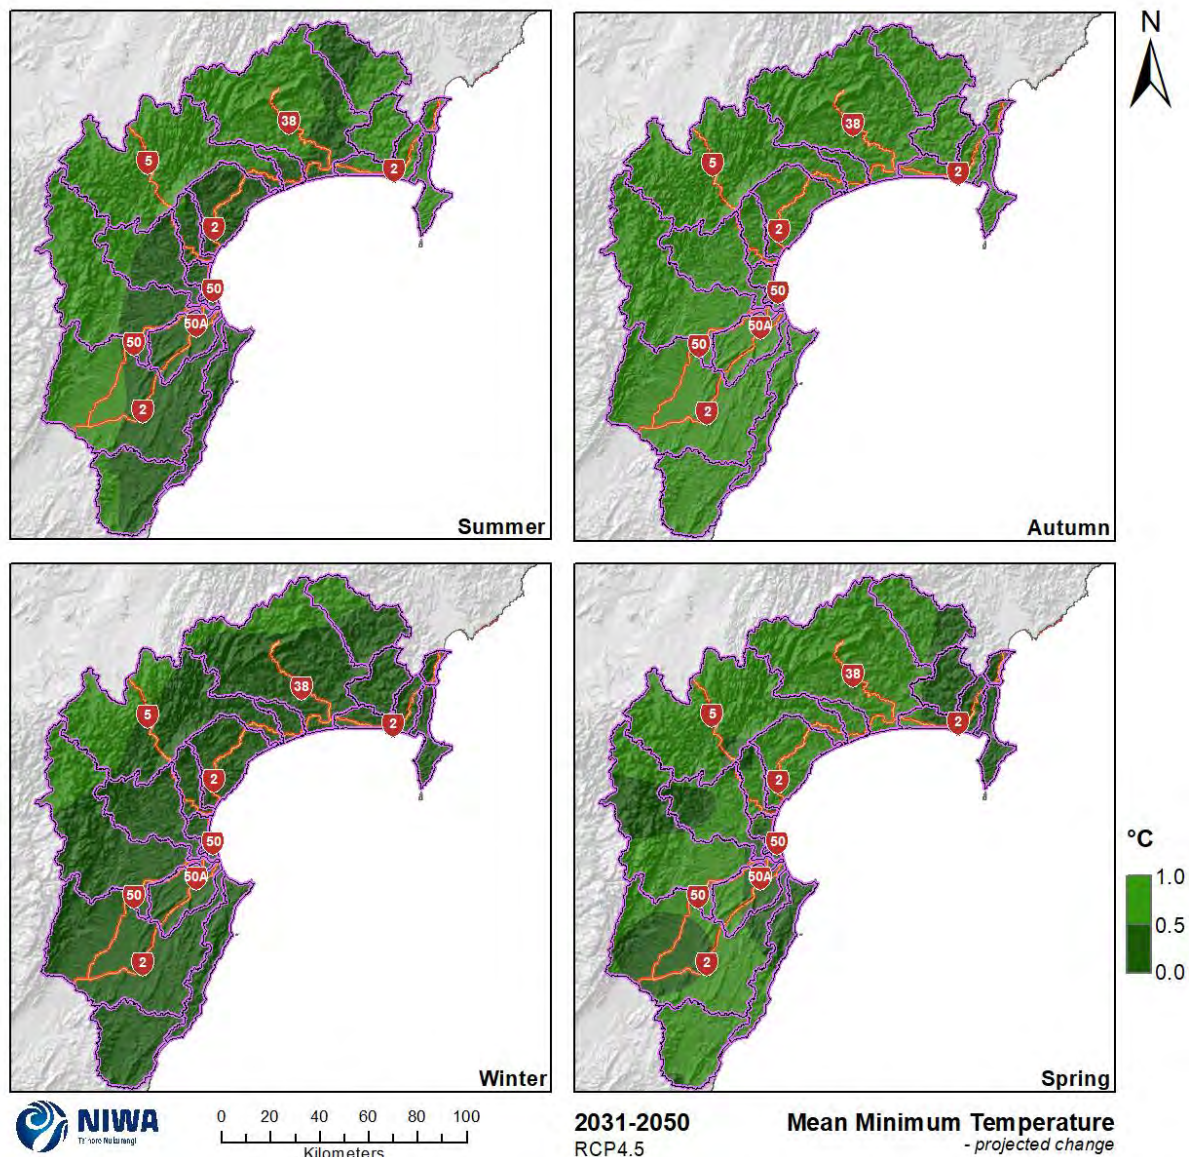 N
38
5
2
2
50
50A
50
2
Summer
38
5
2
2
50
50A
50
2
Autumn
38
5
2
2
50
50A
50
2
Winter
38
5
2
2
50
50A
50
2
Spring
°C
1.0
0.5
0.0
NIWA
0 20 40 60 80 100
Kilometers
2031-2050
RCP4.5
Mean Minimum Temperature
- projected change